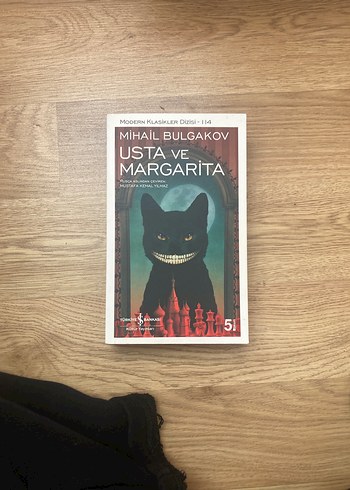 MODERN KLASİKLER DİZİSİ - 114
MİHAİL BULGAKOV
USTA VE
MARGARİTA
RUSÇA ASLINDAN ÇEVİREN:
MUSTAFA KEMAL YILMAZ
TÜRKİYE İŞ BANKASI
Kültür Yayınları
5